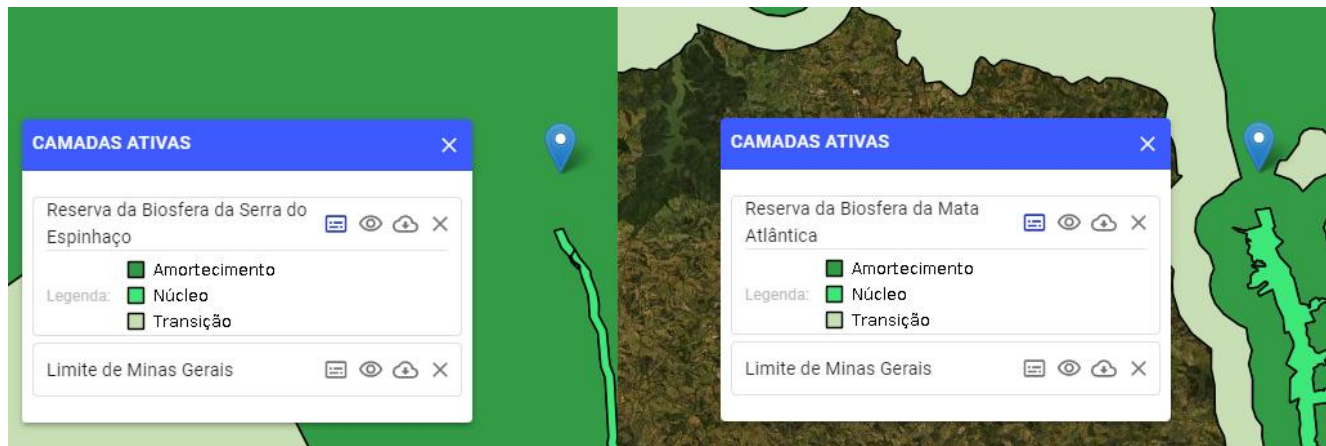 CAMADAS ATIVAS
Reserva da Biosfera da Serra do
Espinhaço
Legenda:
Amortecimento
Núcleo
Transição
Limite de Minas Gerais
CAMADAS ATIVAS
Reserva da Biosfera da Mata
Atlântica
Legenda:
Amortecimento
Núcleo
Transição
Limite de Minas Gerais